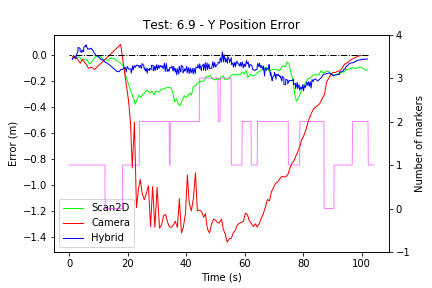 Test: 6.9 - Y Position Error
0.0
−0.2
−0.4
−0.6
−0.8
−1.0
−1.2
−1.4
Error (m)
4
3
2
1
0
−1
Number of markers
Scan2D
Camera
Hybrid
0 20 40 60 80 100
Time (s)